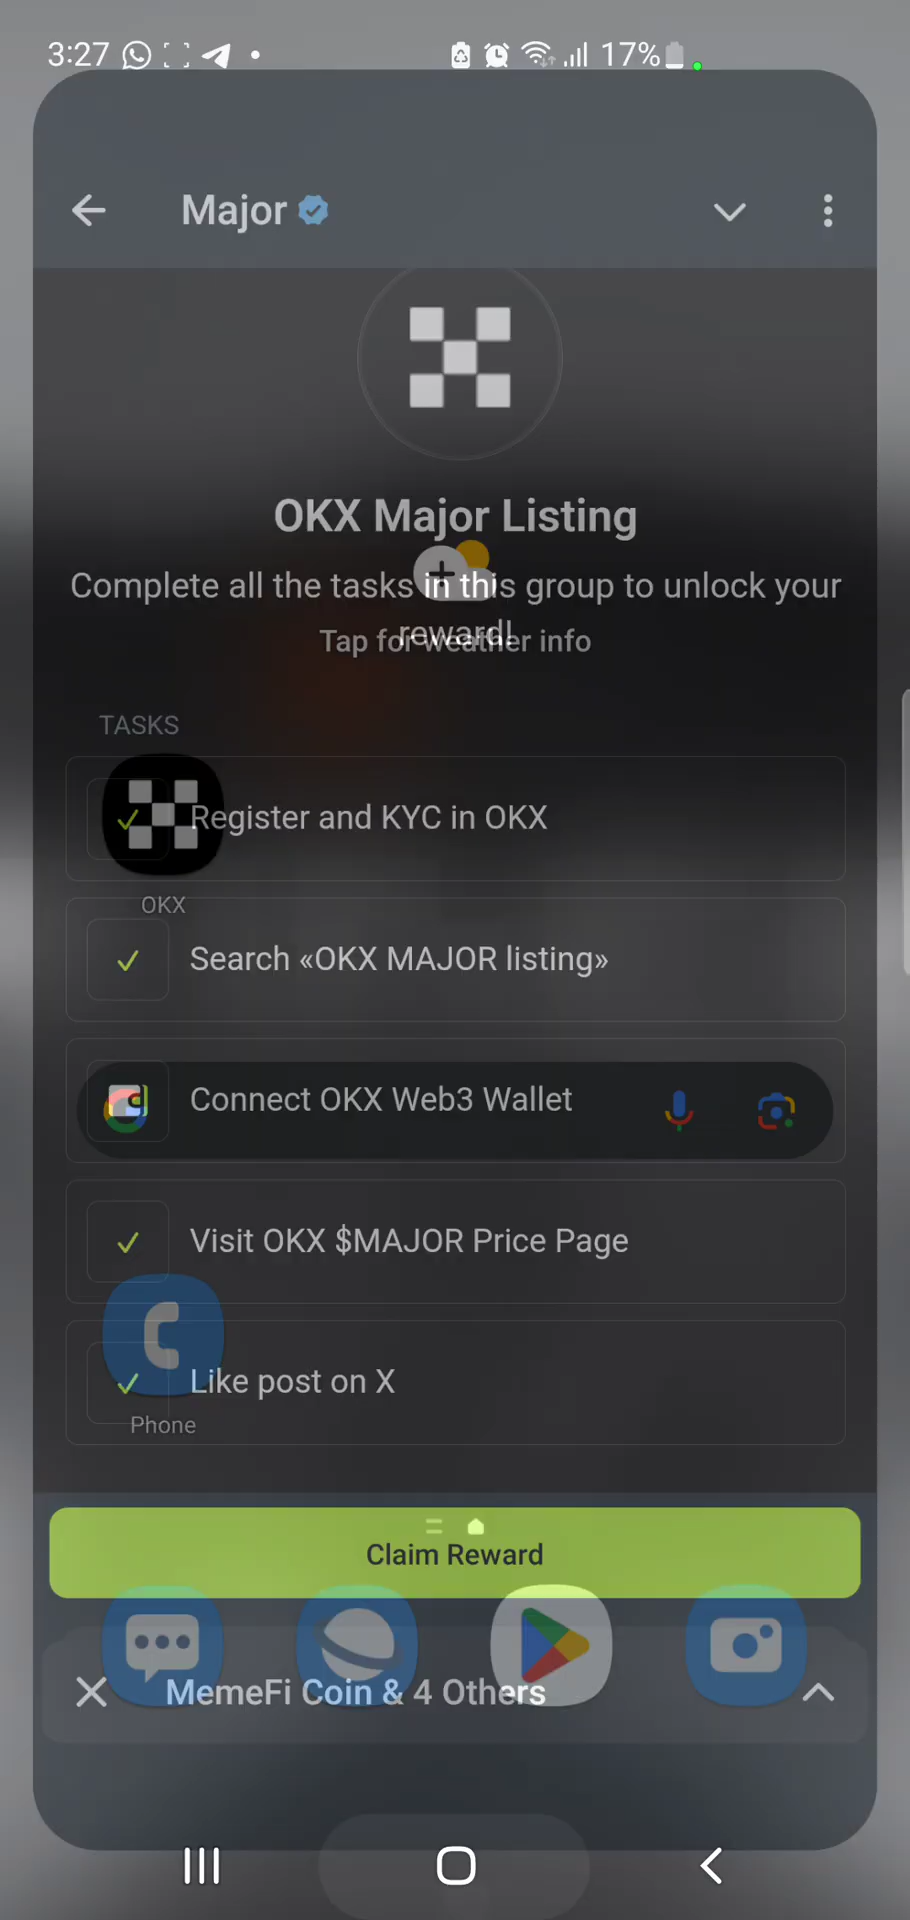 3:27
17%
Major
OKX Major Listing
Complete all the tasks in this group to unlock your
reward!
Tap for weather info
TASKS
Register and KYC in OKX
OKX
Search «OKX MAJOR listing»
Connect OKX Web3 Wallet
Visit OKX $MAJOR Price Page
Like post on X
Phone
Claim Reward
MemeFi Coin & 4 Others